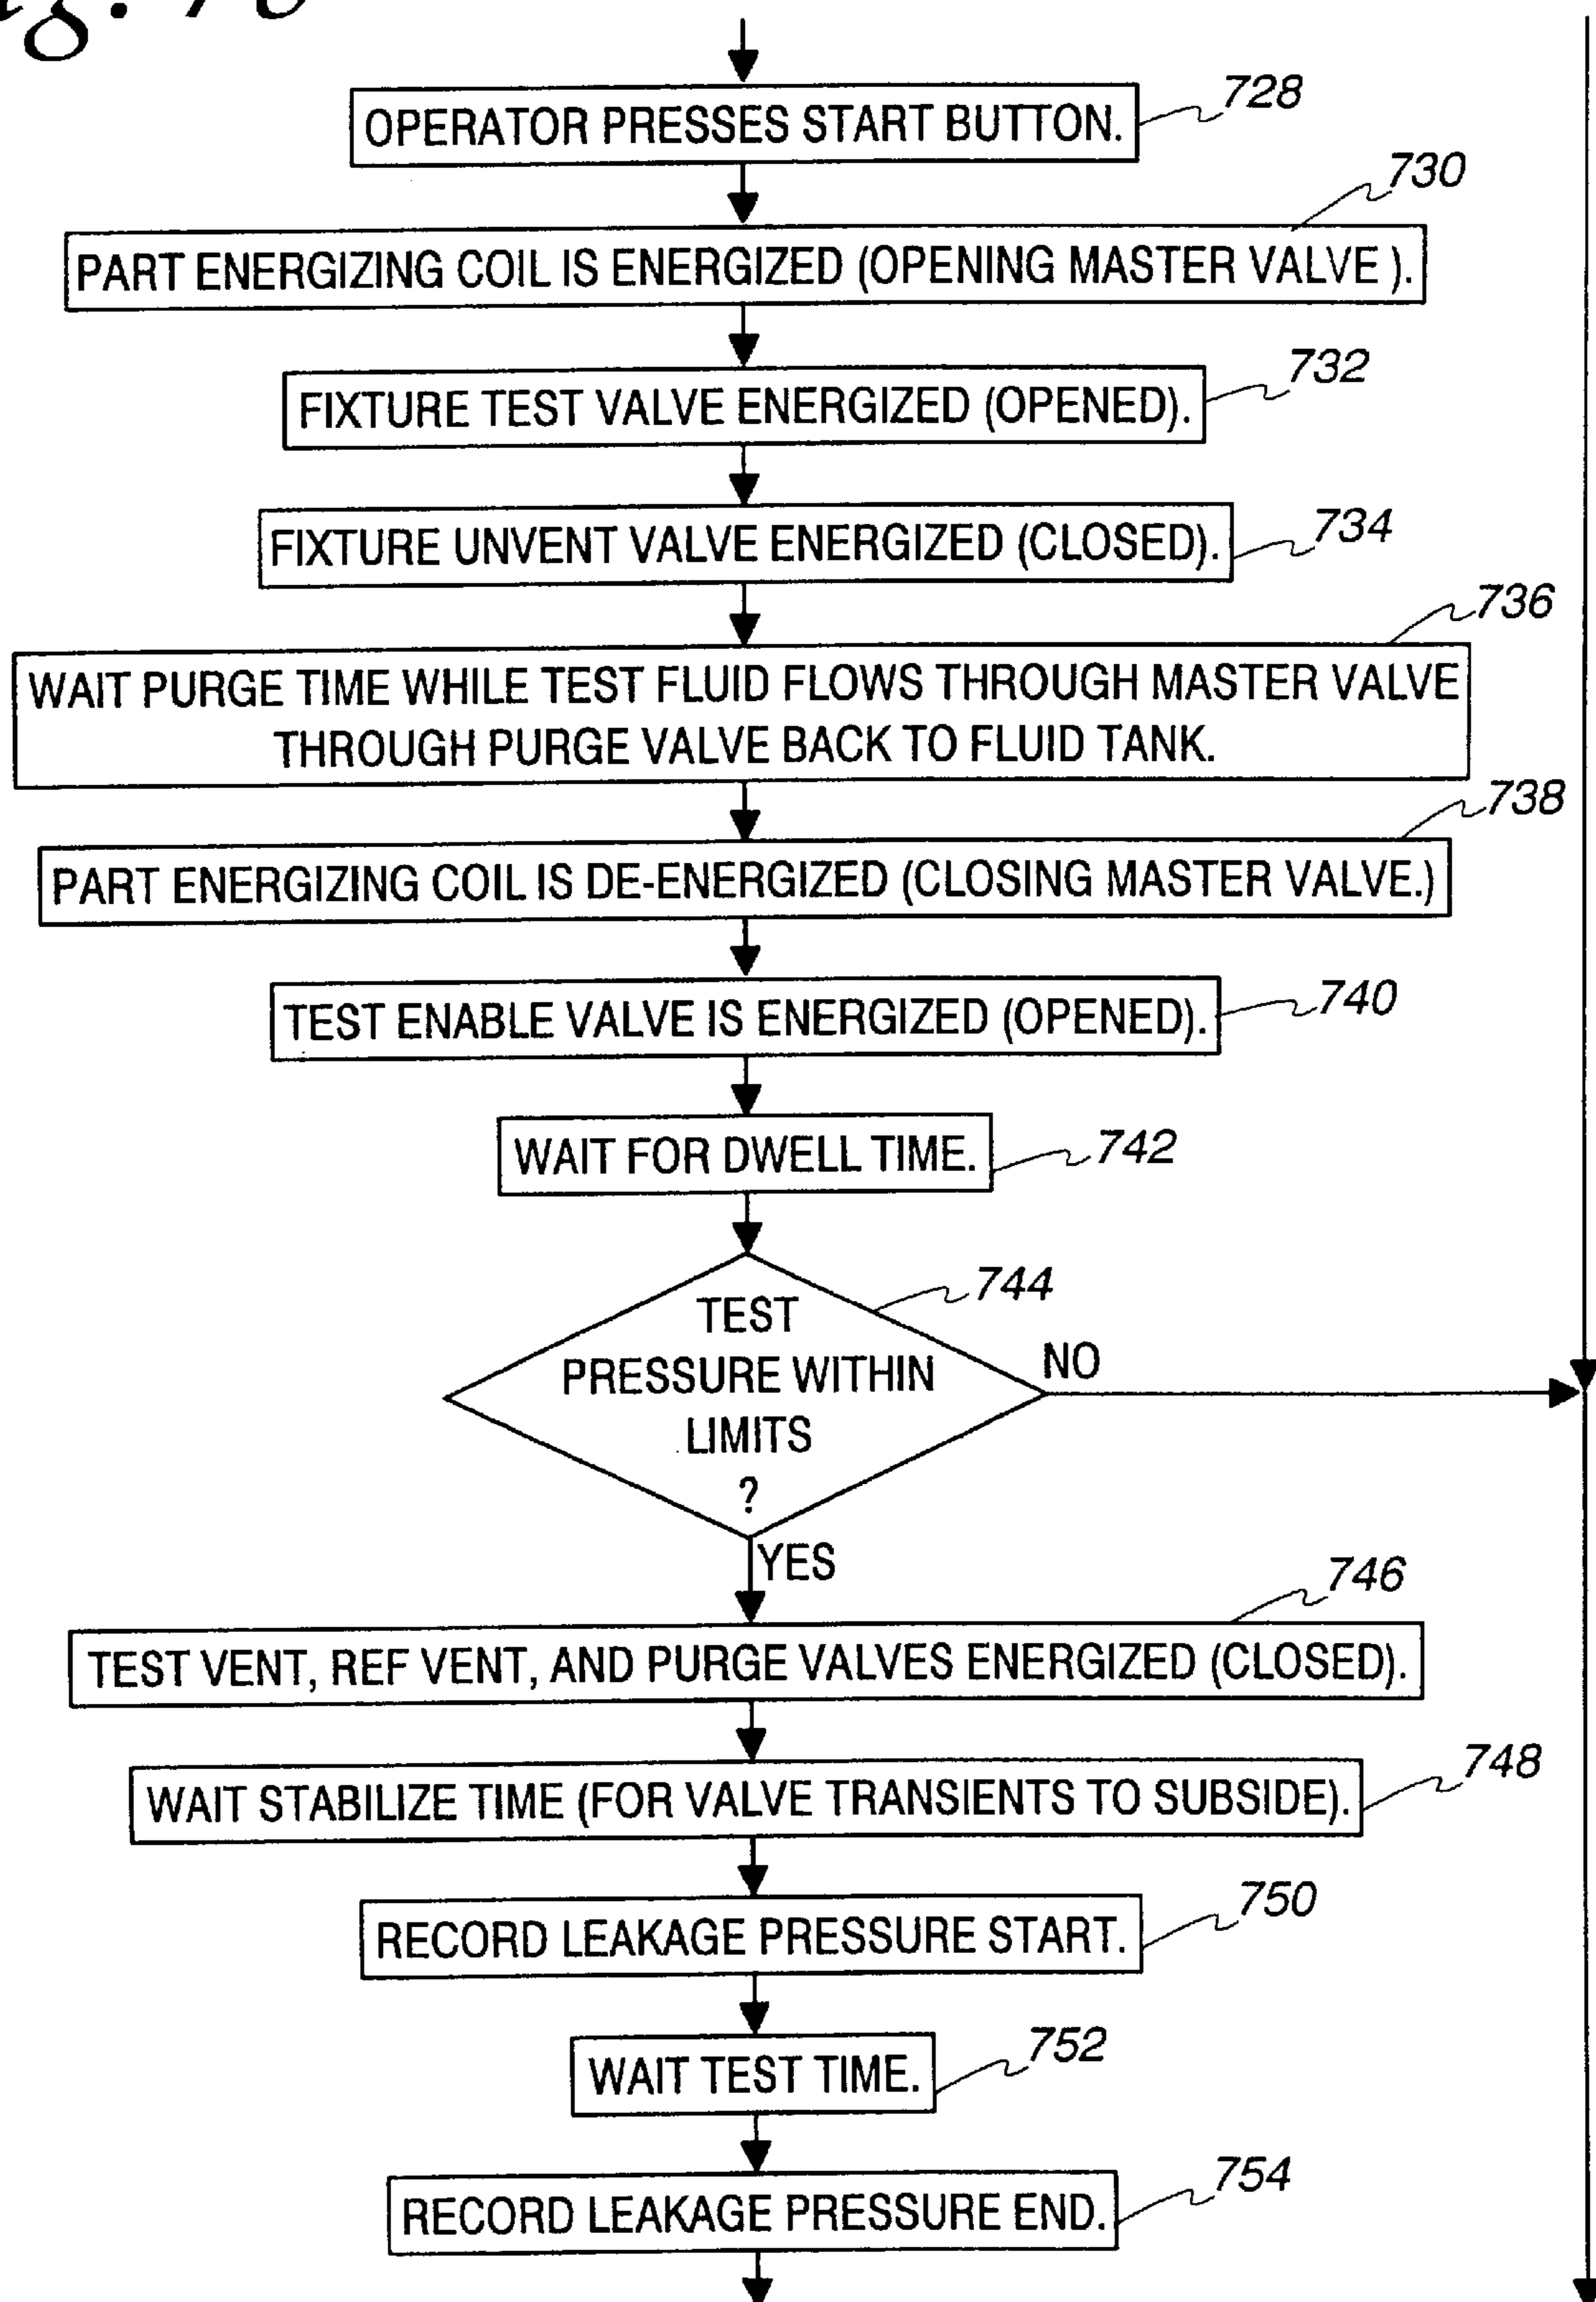 OPERATOR PRESSES START BUTTON.
728
730
PART ENERGIZING COIL IS ENERGIZED (OPENING MASTER VALVE ).
732
FIXTURE TEST VALVE ENERGIZED (OPENED).
734
FIXTURE UNVENT VALVE ENERGIZED (CLOSED).
736
WAIT PURGE TIME WHILE TEST FLUID FLOWS THROUGH MASTER VALVE
THROUGH PURGE VALVE BACK TO FLUID TANK.
738
PART ENERGIZING COIL IS DE-ENERGIZED (CLOSING MASTER VALVE.)
740
TEST ENABLE VALVE IS ENERGIZED (OPENED).
742
WAIT FOR DWELL TIME.
744
TEST
PRESSURE WITHIN
LIMITS
?
NO
YES
746
TEST VENT, REF VENT, AND PURGE VALVES ENERGIZED (CLOSED).
748
WAIT STABILIZE TIME (FOR VALVE TRANSIENTS TO SUBSIDE).
750
RECORD LEAKAGE PRESSURE START.
752
WAIT TEST TIME.
754
RECORD LEAKAGE PRESSURE END.